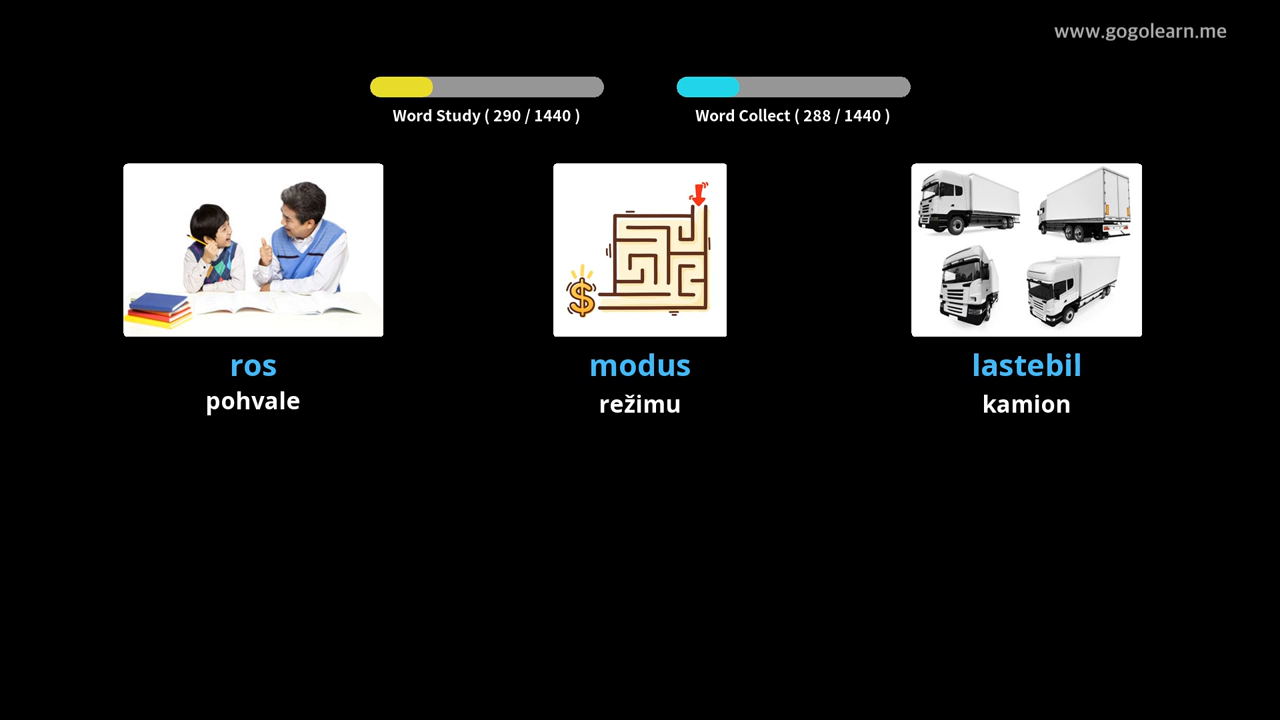 www.gogolearn.me
Word Study ( 290 / 1440 )
Word Collect ( 288 / 1440 )
ros
pohvale
modus
režimu
lastebil
kamion